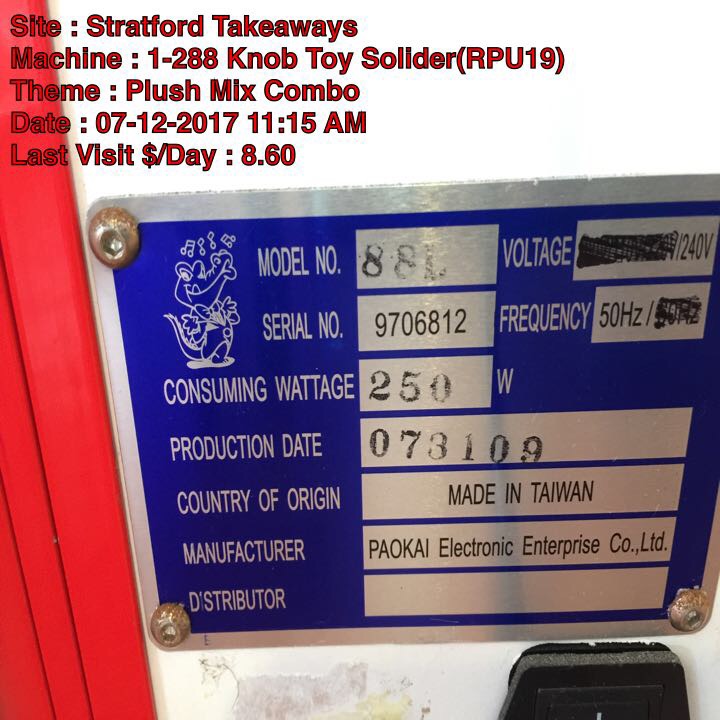 Site : Stratford Takeaways
Machine : 1-288 Knob Toy Solider(RPU19)
Theme : Plush Mix Combo
Date : 07-12-2017 11:15 AM
Last Visit $/Day : 8.60
MODEL NO. 88L VOLTAGE /240V
SERIAL NO. 9706812 FREQUENCY 50Hz /
CONSUMING WATTAGE 250 W
PRODUCTION DATE 073109
COUNTRY OF ORIGIN MADE IN TAIWAN
MANUFACTURER PAOKAI Electronic Enterprise Co.,Ltd.
D'STRIBUTOR
E